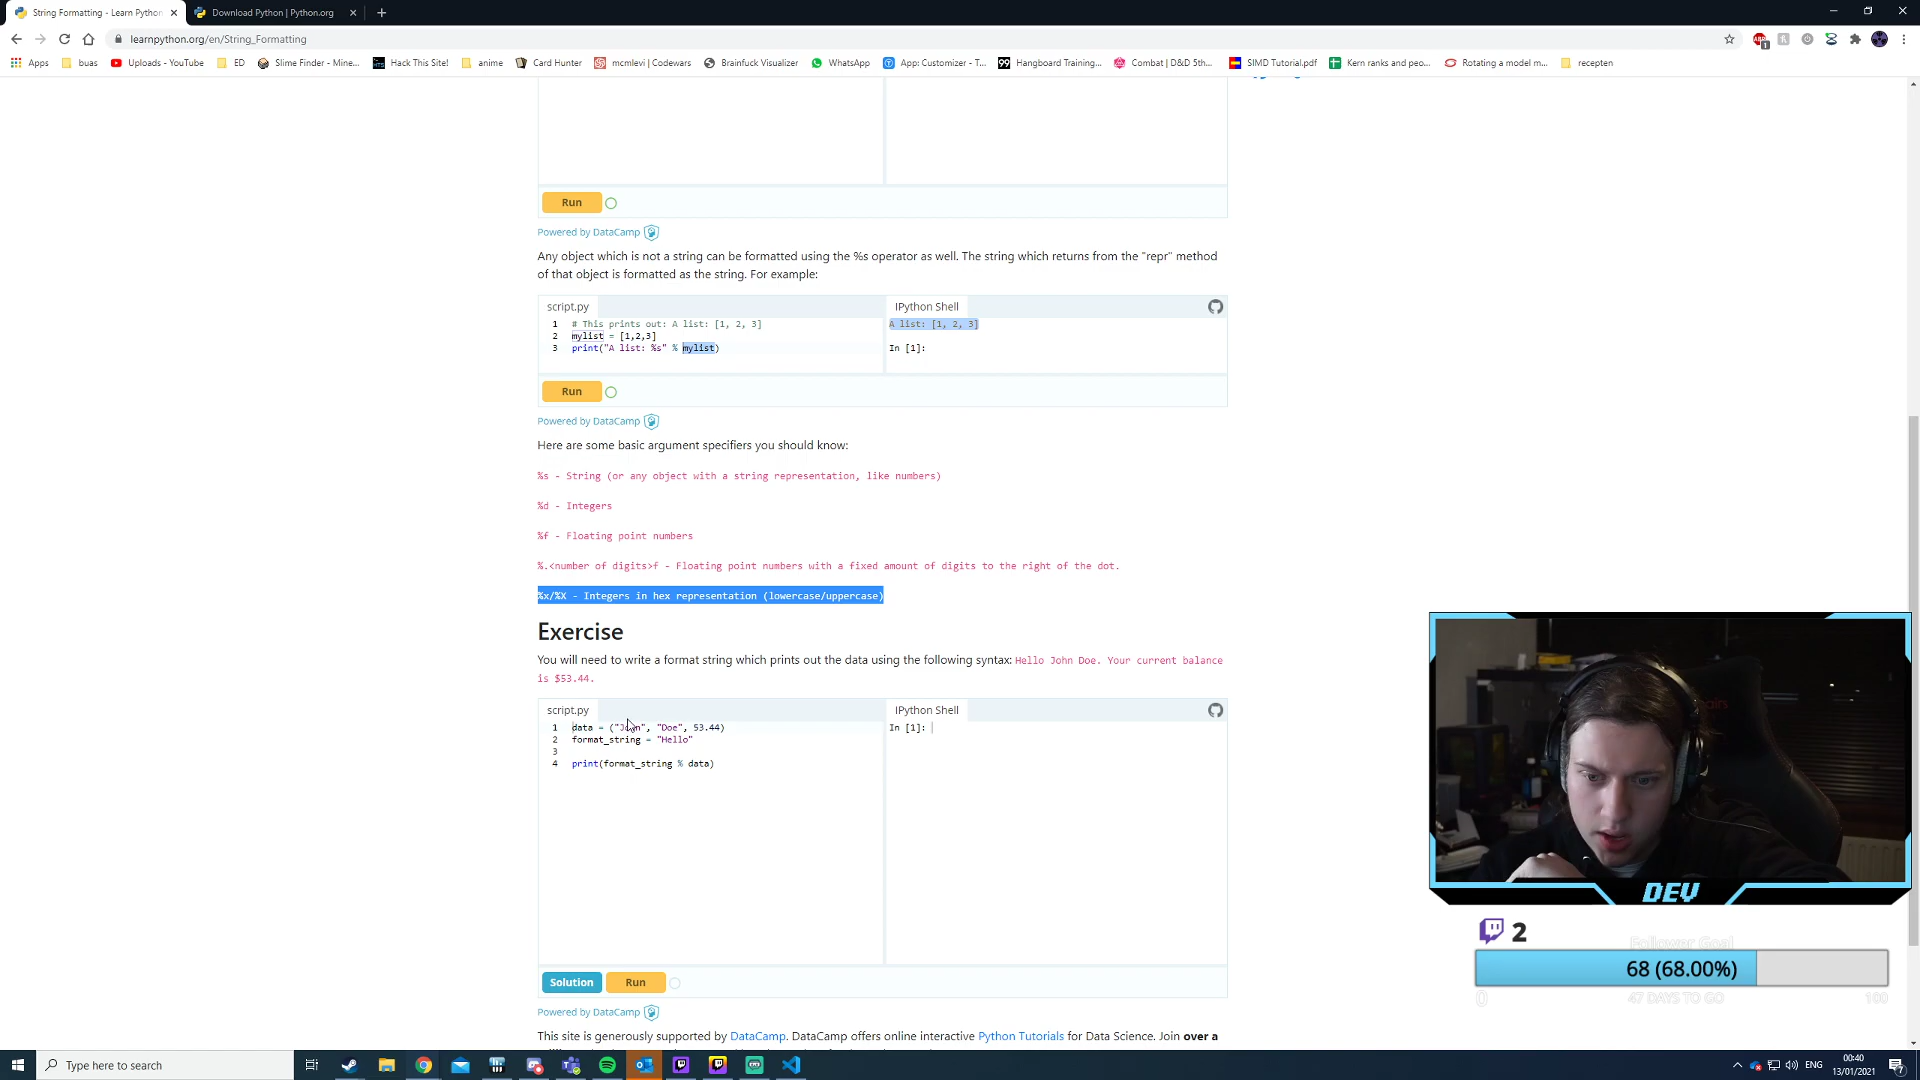 String Formatting - Learn Python
Download Python | Python.org
learnpython.org/en/String_Formatting
Apps
buas
Uploads - YouTube
ED
Slime Finder - Mine...
Hack This Site!
anime
Card Hunter
mcmlevi | Codewars
Brainfuck Visualizer
WhatsApp
App: Customizer - T...
Hangboard Training...
Combat | D&D 5th...
SIMD Tutorial.pdf
Kern ranks and peo...
Rotating a model m...
recepten
Run
Powered by DataCamp
Any object which is not a string can be formatted using the %s operator as well. The string which returns from the "repr" method
of that object is formatted as the string. For example:
script.py
IPython Shell
1 # This prints out: A list: [1, 2, 3]
2 mylist = [1,2,3]
3 print("A list: %s" % mylist)
A list: [1, 2, 3]
In [1]:
Run
Powered by DataCamp
Here are some basic argument specifiers you should know:
%s - String (or any object with a string representation, like numbers)
%d - Integers
%f - Floating point numbers
%.<number of digits>f - Floating point numbers with a fixed amount of digits to the right of the dot.
%x/%X - Integers in hex representation (lowercase/uppercase)
Exercise
You will need to write a format string which prints out the data using the following syntax: Hello John Doe. Your current balance
is $53.44.
script.py
IPython Shell
1 data = ("John", "Doe", 53.44)
2 format_string = "Hello"
3
4 print(format_string % data)
In [1]:
Solution
Run
Powered by DataCamp
This site is generously supported by DataCamp. DataCamp offers online interactive Python Tutorials for Data Science. Join over a
DEV
2
Follower Goal
68 (68.00%)
0
47 DAYS TO GO
100
Type here to search
ENG
00:40
13/01/2021